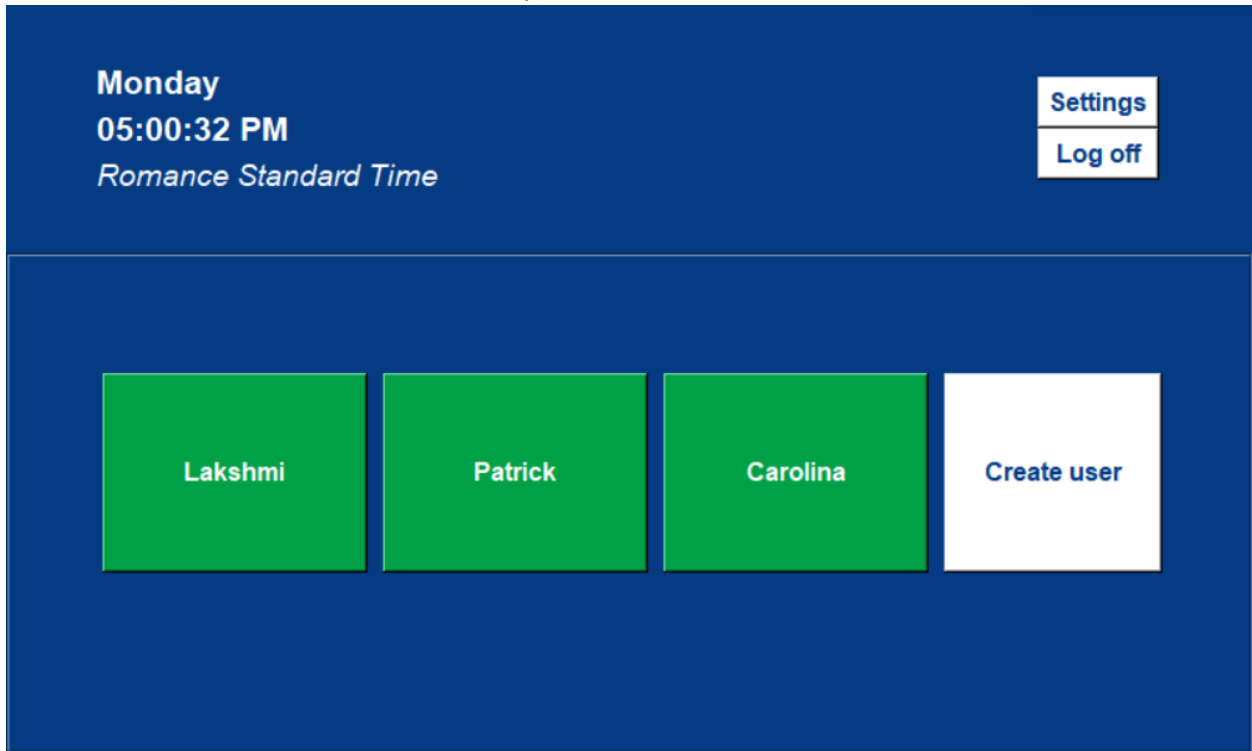 Monday
05:00:32 PM
Romance Standard Time
Settings
Log off
Lakshmi
Patrick
Carolina
Create user